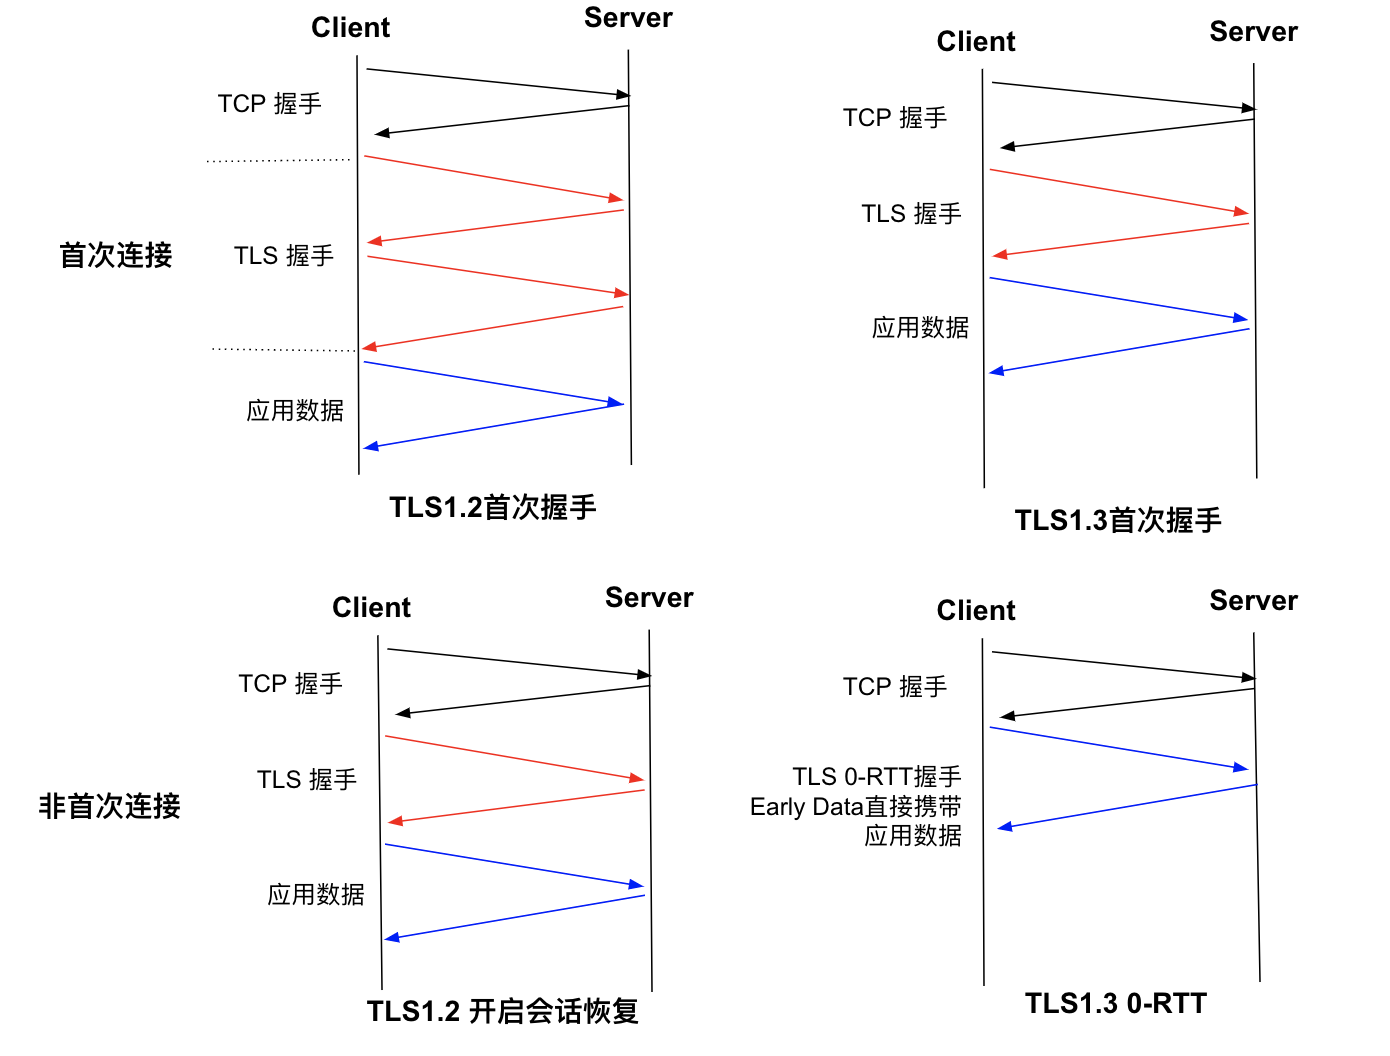 Client
Server
TCP 握手
首次连接
TLS 握手
应用数据
TLS1.2首次握手
Client
Server
TCP 握手
TLS 握手
应用数据
TLS1.3首次握手
Client
Server
TCP 握手
非首次连接
TLS 握手
应用数据
TLS1.2 开启会话恢复
Client
Server
TCP 握手
TLS 0-RTT握手
Early Data直接携带
应用数据
TLS1.3 0-RTT